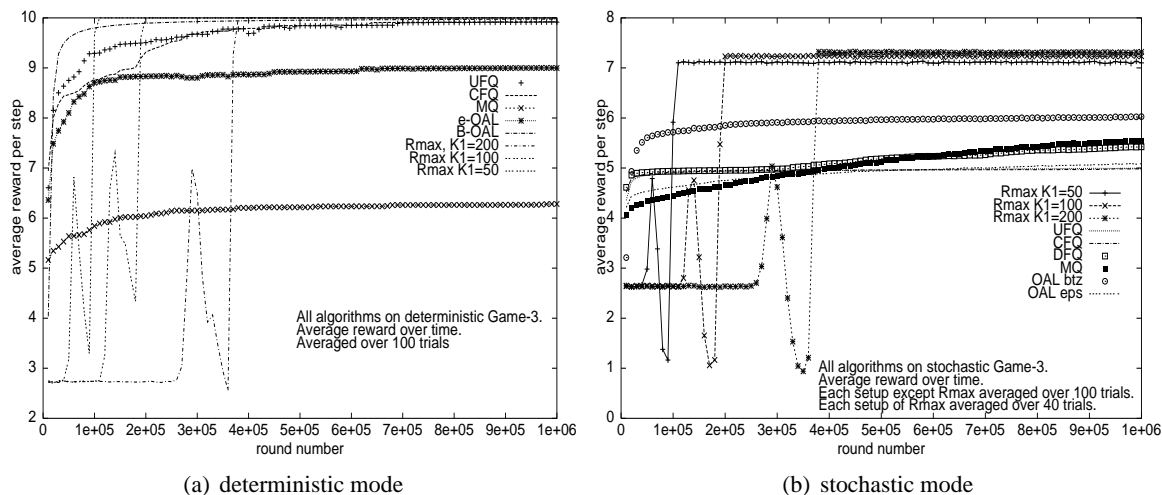 10
9
8
7
6
5
4
3
2
average reward per step
UFQ
CFQ
MQ
e-OAL
B-OAL
Rmax, K1=200
Rmax K1=100
Rmax K1=50
All algorithms on deterministic Game-3.
Average reward over time.
Averaged over 100 trials
0 1e+05 2e+05 3e+05 4e+05 5e+05 6e+05 7e+05 8e+05 9e+05 1e+06
round number
(a) deterministic mode
8
7
6
5
4
3
2
1
0
average reward per step
Rmax K1=50
Rmax K1=100
Rmax K1=200
UFQ
CFQ
DFQ
MQ
OAL btz
OAL eps
All algorithms on stochastic Game-3.
Average reward over time.
Each setup except Rmax averaged over 100 trials.
Each setup of Rmax averaged over 40 trials.
0 1e+05 2e+05 3e+05 4e+05 5e+05 6e+05 7e+05 8e+05 9e+05 1e+06
round number
(b) stochastic mode